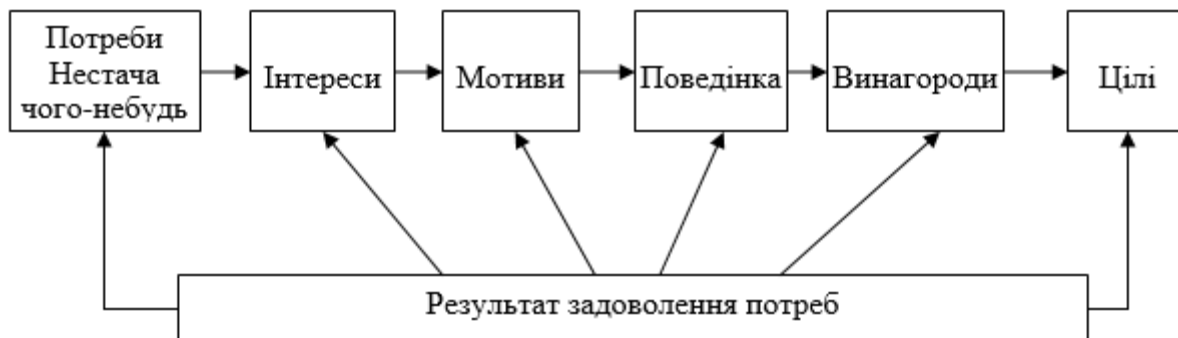 Потреби
Нестача
чого-небудь
Інтереси
Мотиви
Поведінка
Винагороди
Цілі
Результат задоволення потреб